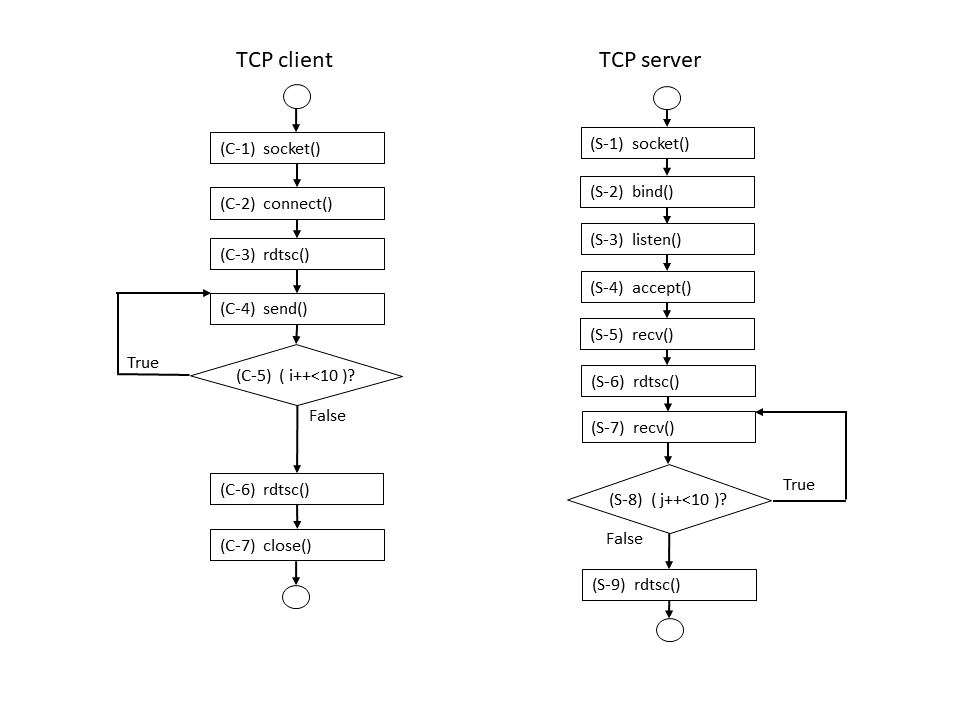 TCP client
(C-1) socket()
(C-2) connect()
(C-3) rdtsc()
(C-4) send()
True
(C-5) ( i++<10 )?
False
(C-6) rdtsc()
(C-7) close()
TCP server
(S-1) socket()
(S-2) bind()
(S-3) listen()
(S-4) accept()
(S-5) recv()
(S-6) rdtsc()
(S-7) recv()
True
(S-8) ( j++<10 )?
False
(S-9) rdtsc()